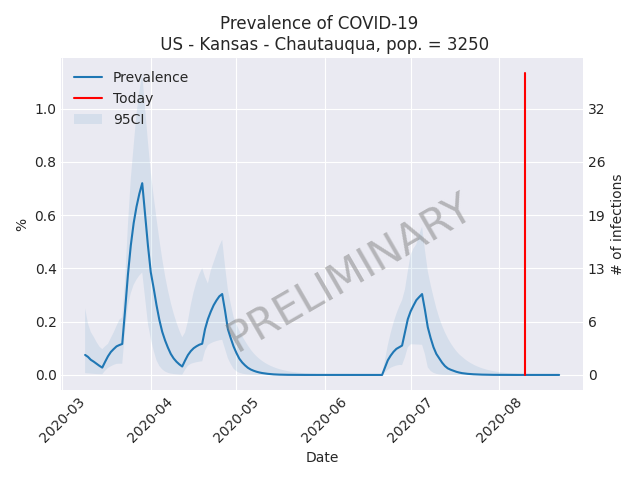 Prevalence of COVID-19
US - Kansas - Chautauqua, pop. = 3250
Prevalence
Today
95CI
1.0
0.8
0.6
0.4
0.2
0.0
%
32
26
19
13
6
0
# of infections
PRELIMINARY
2020-03
2020-04
2020-05
2020-06
2020-07
2020-08
Date